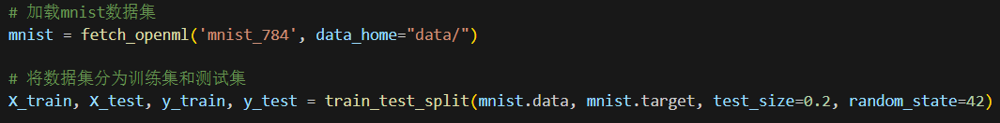 # 加载mnist数据集
mnist = fetch_openml('mnist_784', data_home="data/")
# 将数据集分为训练集和测试集
X_train, X_test, y_train, y_test = train_test_split(mnist.data, mnist.target, test_size=0.2, random_state=42)